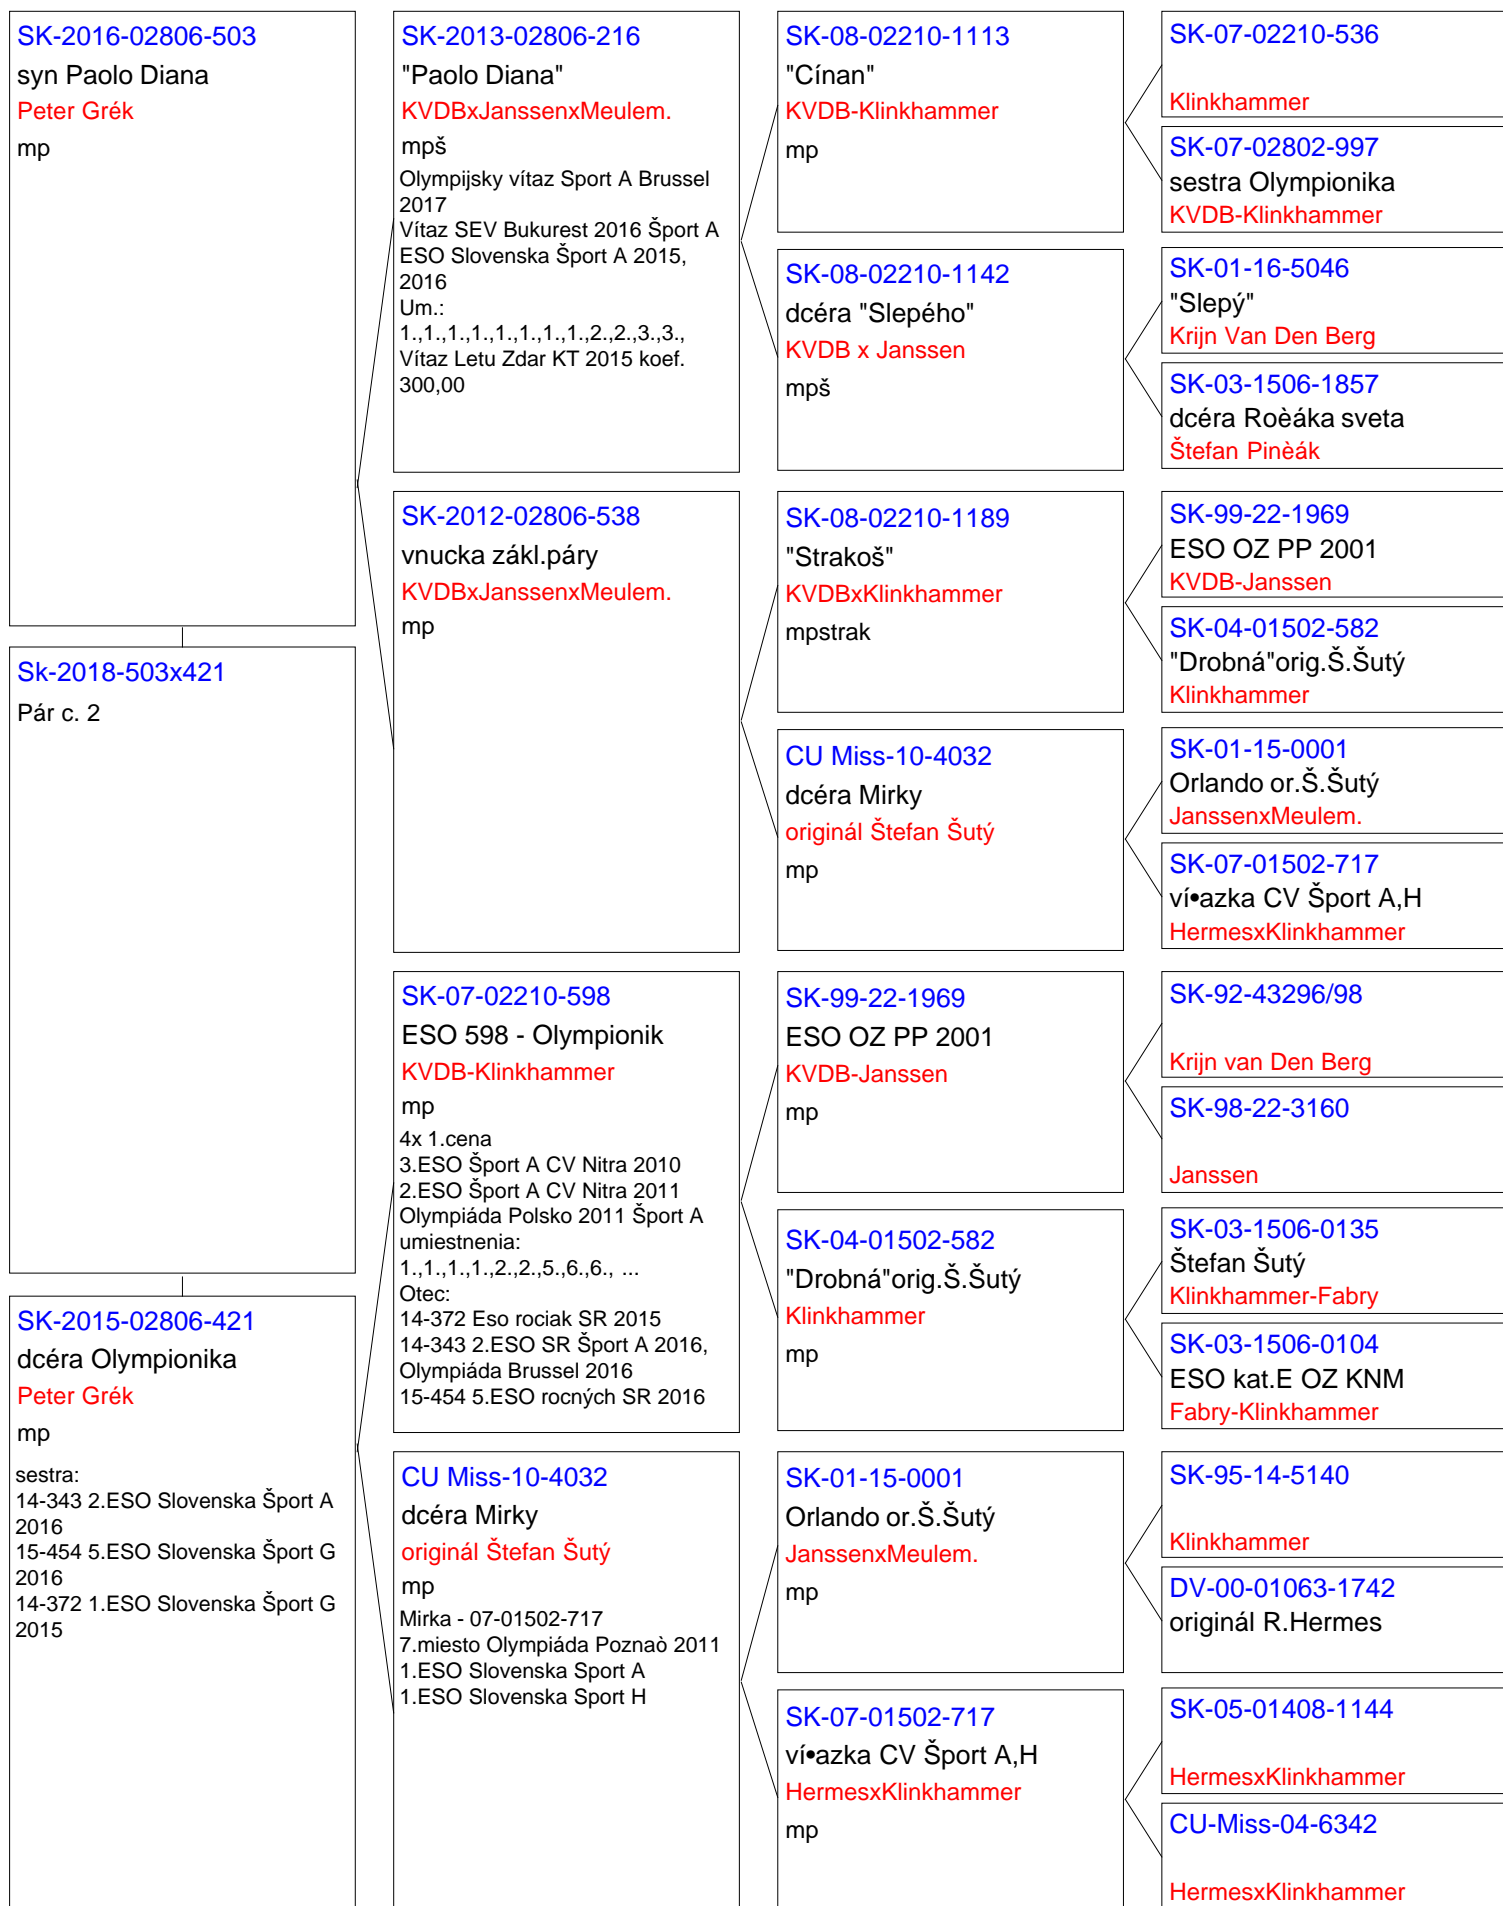 SK-2016-02806-503
syn Paolo Diana
Peter Grék
mp
Sk-2018-503x421
Pár c. 2
SK-2015-02806-421
dcéra Olympionika
Peter Grék
mp
sestra:
14-343 2.ESO Slovenska Šport A
2016
15-454 5.ESO Slovenska Šport G
2016
14-372 1.ESO Slovenska Šport G
2015
SK-2013-02806-216
"Paolo Diana"
KVDBxJanssenxMeulem.
mpš
Olympijsky vítaz Sport A Brussel
2017
Vítaz SEV Bukurest 2016 Šport A
ESO Slovenska Šport A 2015,
2016
Um.:
1.,1.,1.,1.,1.,1.,1.,1.,2.,2.,3.,3.,
Vítaz Letu Zdar KT 2015 koef.
300,00
SK-2012-02806-538
vnucka zákl.páry
KVDBxJanssenxMeulem.
mp
SK-07-02210-598
ESO 598 - Olympionik
KVDB-Klinkhammer
mp
4x 1.cena
3.ESO Šport A CV Nitra 2010
2.ESO Šport A CV Nitra 2011
Olympiáda Polsko 2011 Šport A
umiestnenia:
1.,1.,1.,1.,2.,2.,5.,6.,6., ...
Otec:
14-372 Eso rociak SR 2015
14-343 2.ESO SR Šport A 2016,
Olympiáda Brussel 2016
15-454 5.ESO rocných SR 2016
CU Miss-10-4032
dcéra Mirky
originál Štefan Šutý
mp
Mirka - 07-01502-717
7.miesto Olympiáda Poznaò 2011
1.ESO Slovenska Sport A
1.ESO Slovenska Sport H
SK-08-02210-1113
"Cínan"
KVDB-Klinkhammer
mp
SK-08-02210-1142
dcéra "Slepého"
KVDB x Janssen
mpš
SK-08-02210-1189
"Strakoš"
KVDBxKlinkhammer
mpstrak
CU Miss-10-4032
dcéra Mirky
originál Štefan Šutý
mp
SK-99-22-1969
ESO OZ PP 2001
KVDB-Janssen
mp
SK-04-01502-582
"Drobná"orig.Š.Šutý
Klinkhammer
mp
SK-01-15-0001
Orlando or.Š.Šutý
JanssenxMeulem.
mp
SK-07-01502-717
ví•azka CV Šport A,H
HermesxKlinkhammer
mp
SK-07-02210-536
Klinkhammer
SK-07-02802-997
sestra Olympionika
KVDB-Klinkhammer
SK-01-16-5046
"Slepý"
Krijn Van Den Berg
SK-03-1506-1857
dcéra Roèáka sveta
Štefan Pinèák
SK-99-22-1969
ESO OZ PP 2001
KVDB-Janssen
SK-04-01502-582
"Drobná"orig.Š.Šutý
Klinkhammer
SK-01-15-0001
Orlando or.Š.Šutý
JanssenxMeulem.
SK-07-01502-717
ví•azka CV Šport A,H
HermesxKlinkhammer
SK-92-43296/98
Krijn van Den Berg
SK-98-22-3160
Janssen
SK-03-1506-0135
Štefan Šutý
Klinkhammer-Fabry
SK-03-1506-0104
ESO kat.E OZ KNM
Fabry-Klinkhammer
SK-95-14-5140
Klinkhammer
DV-00-01063-1742
originál R.Hermes
SK-05-01408-1144
HermesxKlinkhammer
CU-Miss-04-6342
HermesxKlinkhammer